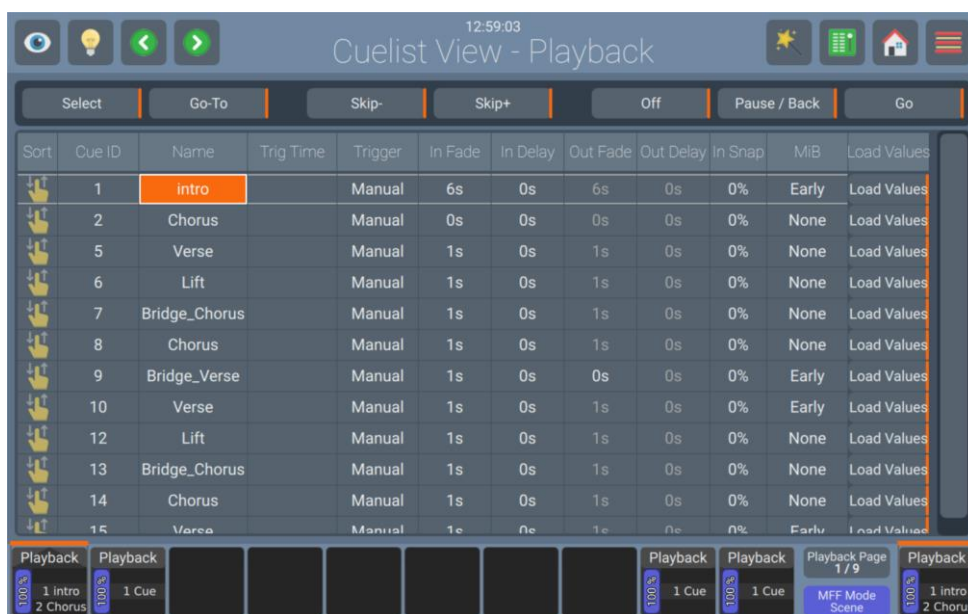 12:59:03
Cuelist View - Playback
Select Go-To Skip- Skip+ Off Pause / Back Go
Sort Cue ID Name Trig Time Trigger In Fade In Delay Out Fade Out Delay In Snap MiB Load Values
1 intro Manual 6s 0s 6s 0s 0% Early Load Values
2 Chorus Manual 0s 0s 0s 0s 0% None Load Values
5 Verse Manual 1s 0s 1s 0s 0% None Load Values
6 Lift Manual 1s 0s 1s 0s 0% None Load Values
7 Bridge_Chorus Manual 1s 0s 1s 0s 0% None Load Values
8 Chorus Manual 1s 0s 1s 0s 0% None Load Values
9 Bridge_Verse Manual 1s 0s 0s 0s 0% Early Load Values
10 Verse Manual 1s 0s 1s 0s 0% Early Load Values
12 Lift Manual 1s 0s 1s 0s 0% None Load Values
13 Bridge_Chorus Manual 1s 0s 1s 0s 0% None Load Values
14 Chorus Manual 1s 0s 1s 0s 0% None Load Values
15 Verse Manual 1s 0s 1s 0s 0% Early Load Values
Playback Playback Playback Playback Playback Page Playback
1 / 9
100 % 1 intro 100 % 1 Cue 100 % 1 Cue 100 % 1 Cue MFF Mode 100 % 1 intro
2 Chorus Scene 2 Choru